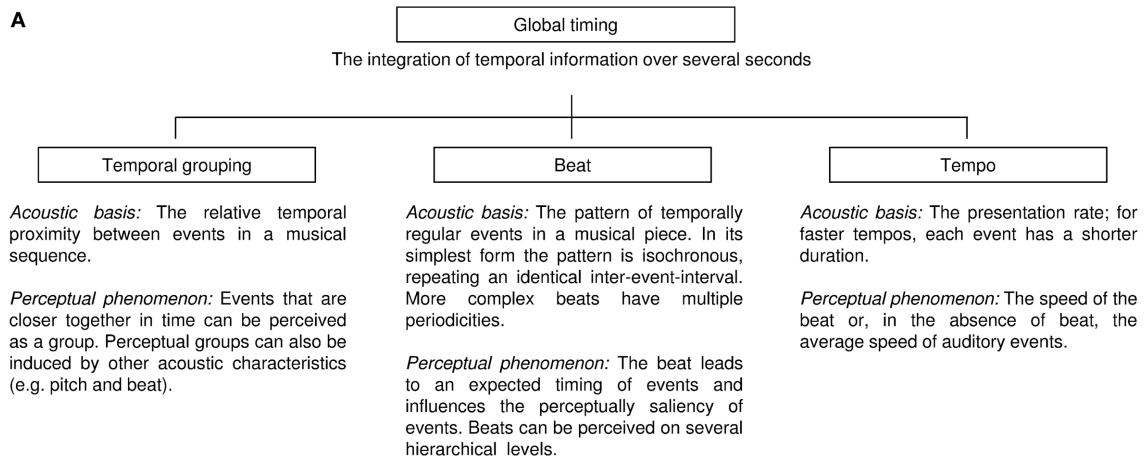 A
Global timing
The integration of temporal information over several seconds
Temporal grouping
Acoustic basis: The relative temporal
proximity between events in a musical
sequence.
Perceptual phenomenon: Events that are
closer together in time can be perceived
as a group. Perceptual groups can also be
induced by other acoustic characteristics
(e.g. pitch and beat).
Beat
Acoustic basis: The pattern of temporally
regular events in a musical piece. In its
simplest form the pattern is isochronous,
repeating an identical inter-event-interval.
More complex beats have multiple
periodicities.
Perceptual phenomenon: The beat leads
to an expected timing of events and
influences the perceptually saliency of
events. Beats can be perceived on several
hierarchical levels.
Tempo
Acoustic basis: The presentation rate; for
faster tempos, each event has a shorter
duration.
Perceptual phenomenon: The speed of the
beat or, in the absence of beat, the
average speed of auditory events.